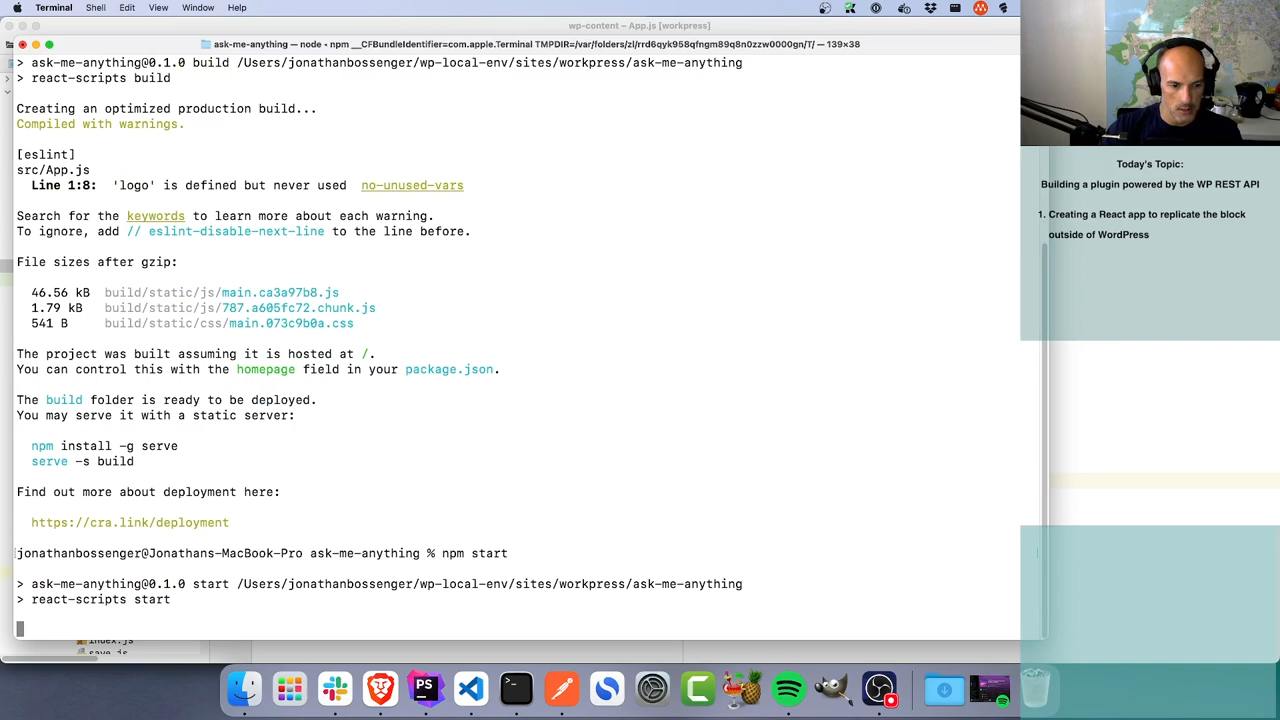 Terminal Shell Edit View Window Help
wp-content – App.js [workpress]
ask-me-anything — node ◂ npm __CFBundleIdentifier=com.apple.Terminal TMPDIR=/var/folders/zl/rrd6qyk958qfngm89q8n0zzw0000gn/T/ — 139×38
> ask-me-anything@0.1.0 build /Users/jonathanbossenger/wp-local-env/sites/workpress/ask-me-anything
> react-scripts build
Creating an optimized production build...
Compiled with warnings.
[eslint]
src/App.js
Line 1:8: 'logo' is defined but never used no-unused-vars
Search for the keywords to learn more about each warning.
To ignore, add // eslint-disable-next-line to the line before.
File sizes after gzip:
46.56 kB build/static/js/main.ca3a97b8.js
1.79 kB build/static/js/787.a605fc72.chunk.js
541 B build/static/css/main.073c9b0a.css
The project was built assuming it is hosted at /.
You can control this with the homepage field in your package.json.
The build folder is ready to be deployed.
You may serve it with a static server:
npm install -g serve
serve -s build
Find out more about deployment here:
https://cra.link/deployment
jonathanbossenger@Jonathans-MacBook-Pro ask-me-anything % npm start
> ask-me-anything@0.1.0 start /Users/jonathanbossenger/wp-local-env/sites/workpress/ask-me-anything
> react-scripts start
index.js
save.js
Today's Topic:
Building a plugin powered by the WP REST API
1. Creating a React app to replicate the block
outside of WordPress
PS